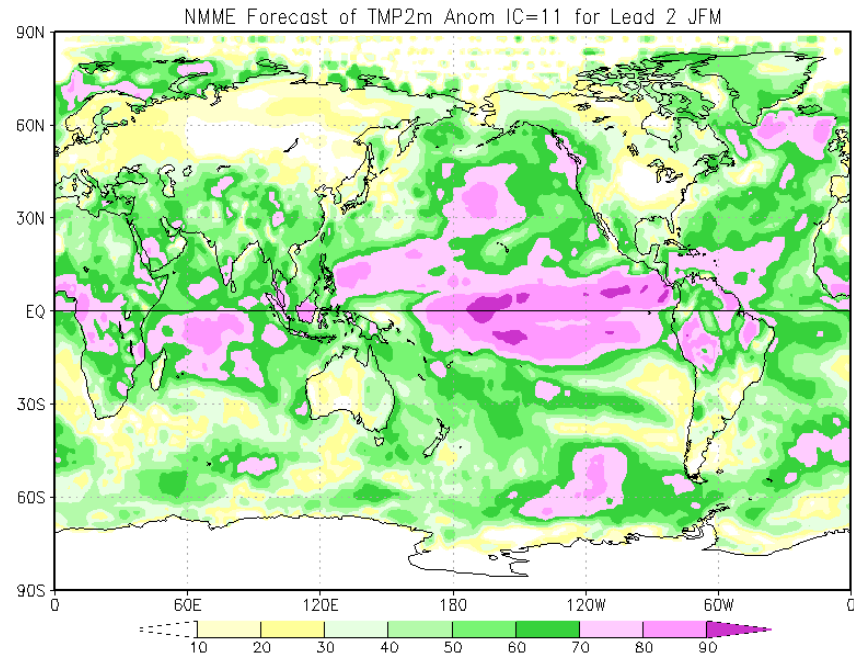 NMME Forecast of TMP2m Anom IC=11 for Lead 2 JFM
90N
60N
30N
EQ
30S
60S
90S
0 60E 120E 180 120W 60W 0
10 20 30 40 50 60 70 80 90